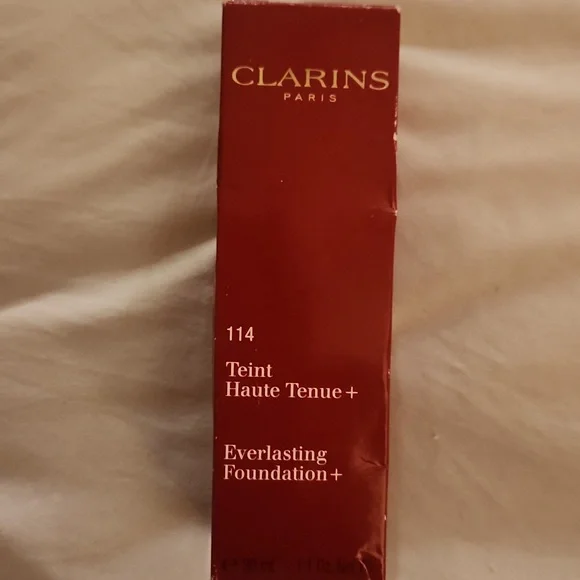 CLARINS
PARIS
114
Teint
Haute Tenue+
Everlasting
Foundation+